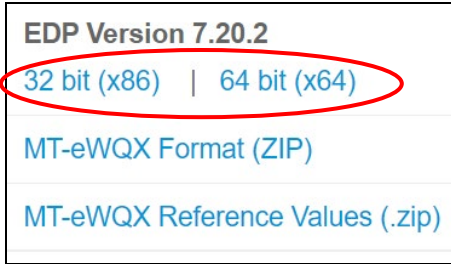 EDP Version 7.20.2
32 bit (x86) | 64 bit (x64)
MT-eWQX Format (ZIP)
MT-eWQX Reference Values (.zip)